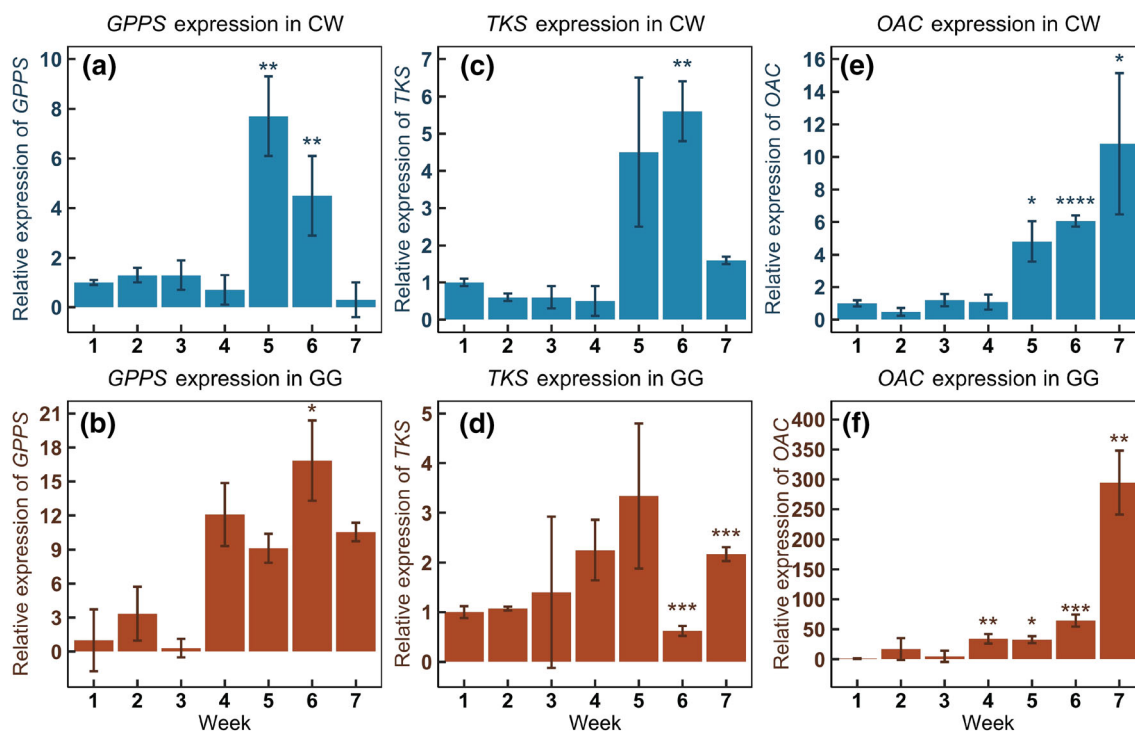 GPPS expression in CW
TKS expression in CW
OAC expression in CW
(a)
Relative expression of GPPS
10
8
6
4
2
0
**
**
1 2 3 4 5 6 7
(c)
Relative expression of TKS
7
6
5
4
3
2
1
0
**
1 2 3 4 5 6 7
(e)
Relative expression of OAC
16
14
12
10
8
6
4
2
0
*
****
*
1 2 3 4 5 6 7
GPPS expression in GG
TKS expression in GG
OAC expression in GG
(b)
Relative expression of GPPS
21
18
15
12
9
6
3
0
*
1 2 3 4 5 6 7
Week
(d)
Relative expression of TKS
5
4
3
2
1
0
***
***
1 2 3 4 5 6 7
Week
(f)
Relative expression of OAC
400
350
300
250
200
150
100
50
0
**
*
***
**
1 2 3 4 5 6 7
Week